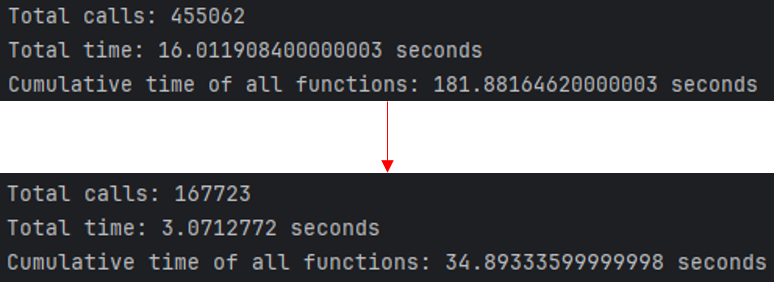 Total calls: 455062
Total time: 16.011908400000003 seconds
Cumulative time of all functions: 181.88164620000003 seconds
Total calls: 167723
Total time: 3.0712772 seconds
Cumulative time of all functions: 34.89333599999998 seconds